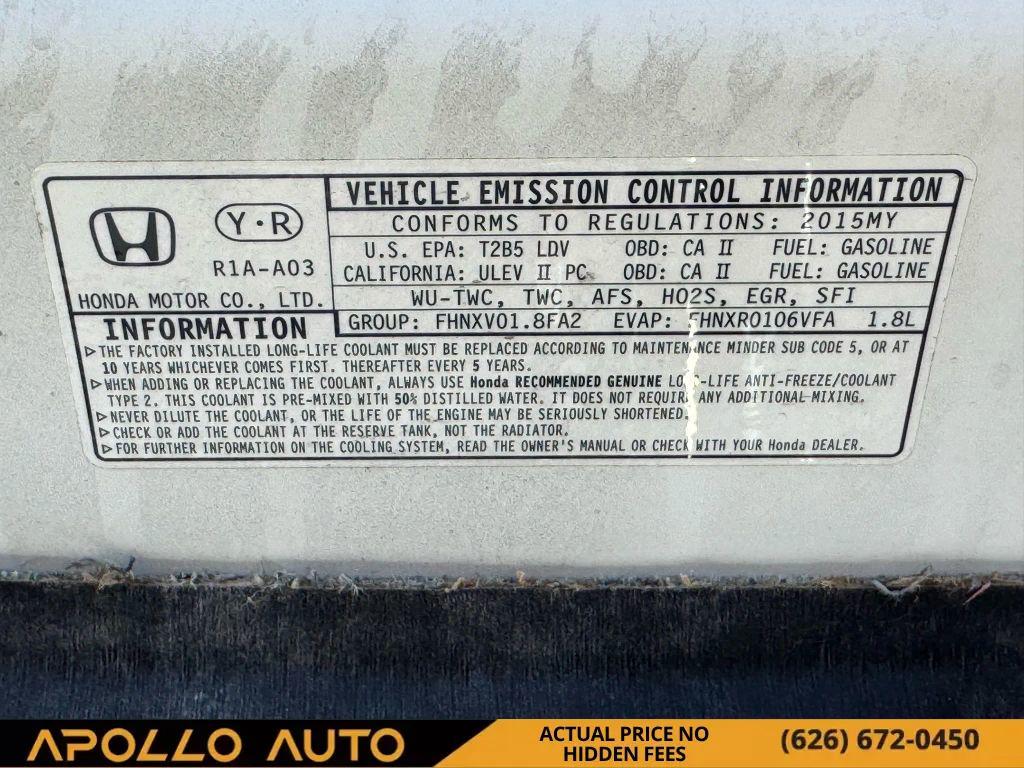 Y·R
R1A-A03
HONDA MOTOR CO., LTD.
VEHICLE EMISSION CONTROL INFORMATION
CONFORMS TO REGULATIONS: 2015MY
U.S. EPA: T2B5 LDV OBD: CA II FUEL: GASOLINE
CALIFORNIA: ULEV II PC OBD: CA II FUEL: GASOLINE
WU-TWC, TWC, AFS, HO2S, EGR, SFI
GROUP: FHNXV01.8FA2 EVAP: FHNXR0106VFA 1.8L
INFORMATION
▷THE FACTORY INSTALLED LONG-LIFE COOLANT MUST BE REPLACED ACCORDING TO MAINTENANCE MINDER SUB CODE 5, OR AT
10 YEARS WHICHEVER COMES FIRST. THEREAFTER EVERY 5 YEARS.
▷WHEN ADDING OR REPLACING THE COOLANT, ALWAYS USE Honda RECOMMENDED GENUINE LONG-LIFE ANTI-FREEZE/COOLANT
TYPE 2. THIS COOLANT IS PRE-MIXED WITH 50% DISTILLED WATER. IT DOES NOT REQUIRE ANY ADDITIONAL MIXING.
▷NEVER DILUTE THE COOLANT, OR THE LIFE OF THE ENGINE MAY BE SERIOUSLY SHORTENED.
▷CHECK OR ADD THE COOLANT AT THE RESERVE TANK, NOT THE RADIATOR.
▷FOR FURTHER INFORMATION ON THE COOLING SYSTEM, READ THE OWNER'S MANUAL OR CHECK WITH YOUR Honda DEALER.
APOLLO AUTO
ACTUAL PRICE NO
HIDDEN FEES
(626) 672-0450